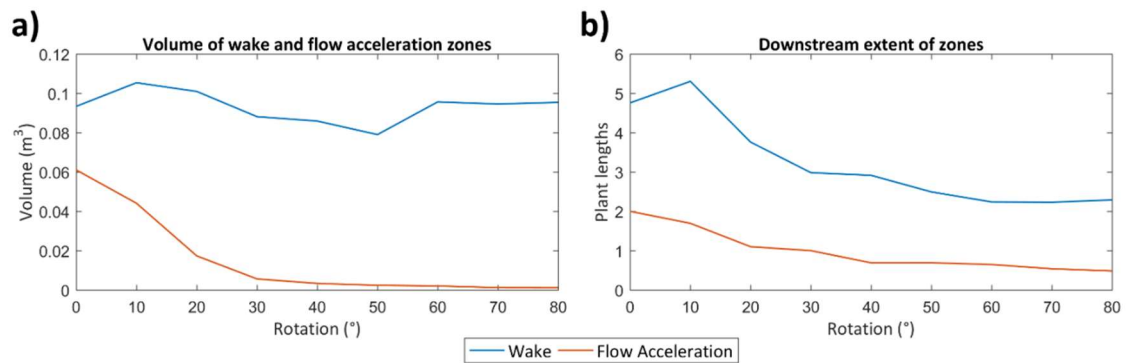 a)
Volume of wake and flow acceleration zones
0.12
0.1
0.08
0.06
0.04
0.02
0
Volume (m³)
0 10 20 30 40 50 60 70 80
Rotation (°)
b)
Downstream extent of zones
6
5
4
3
2
1
0
Plant lengths
0 10 20 30 40 50 60 70 80
Rotation (°)
Wake Flow Acceleration